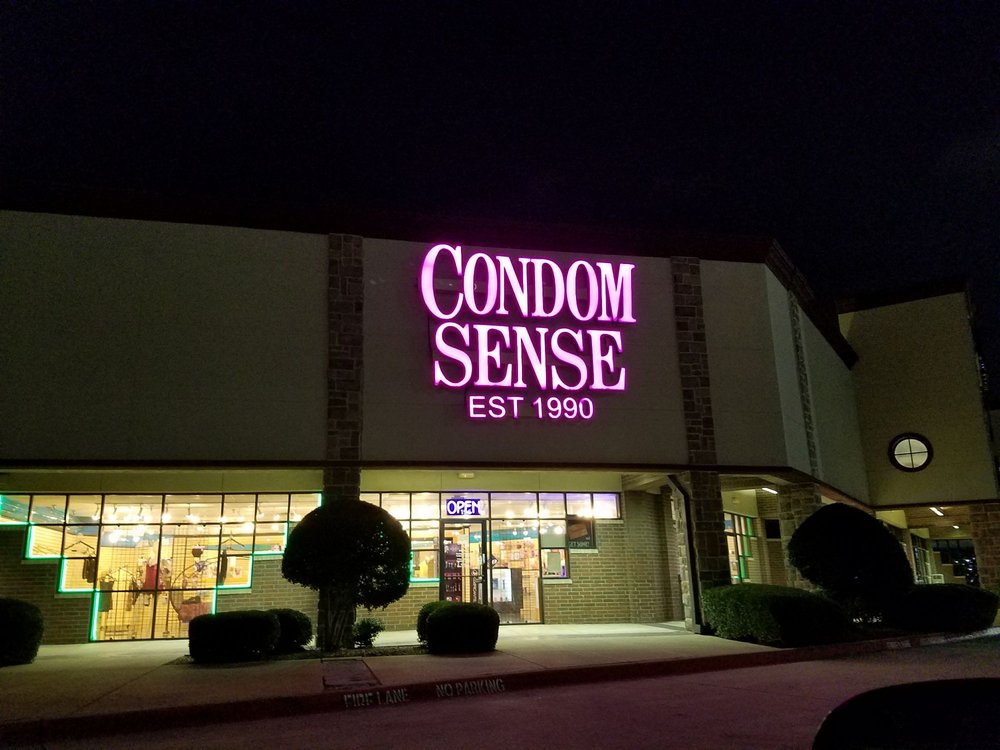 CONDOM
SENSE
EST 1990
OPEN
FIRE LANE NO PARKING